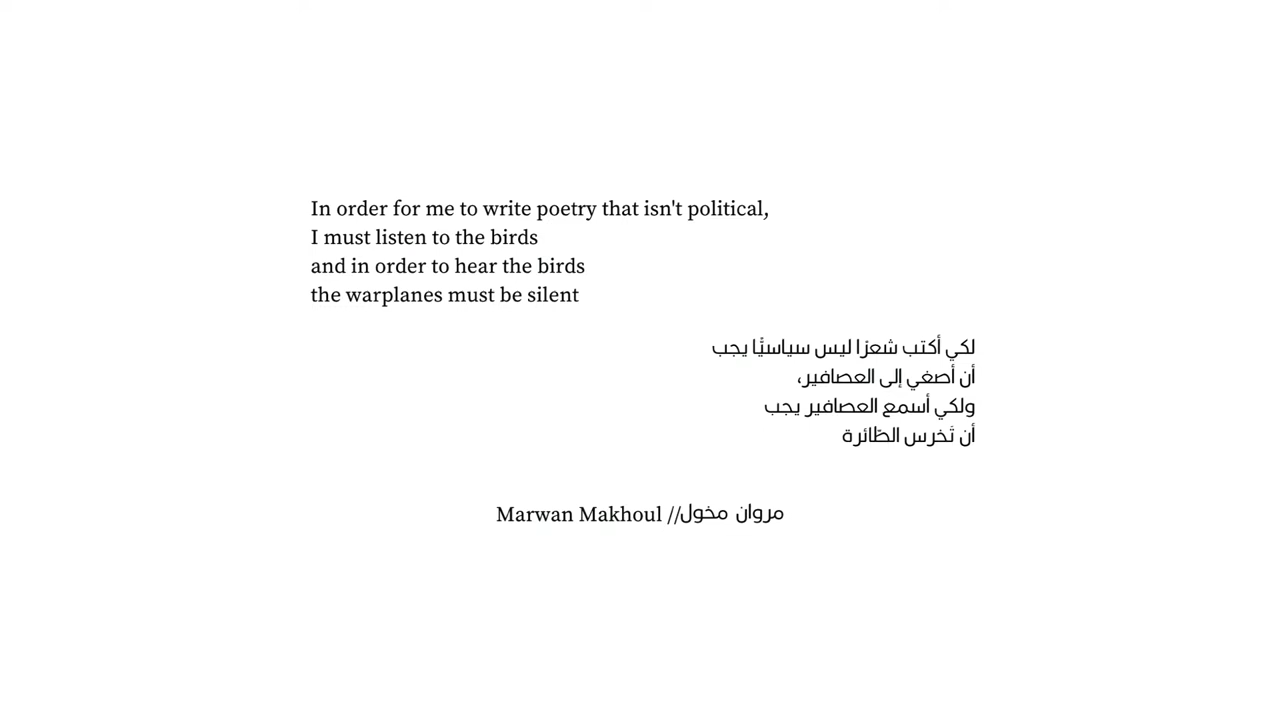 In order for me to write poetry that isn't political,
I must listen to the birds
and in order to hear the birds
the warplanes must be silent
لكي أكتب شعرًا ليس سياسيًّا يجب
أن أصغي إلى العصافير،
ولكي أسمع العصافير يجب
أن تَخرس الطّائرة
Marwan Makhoul //مروان مخول